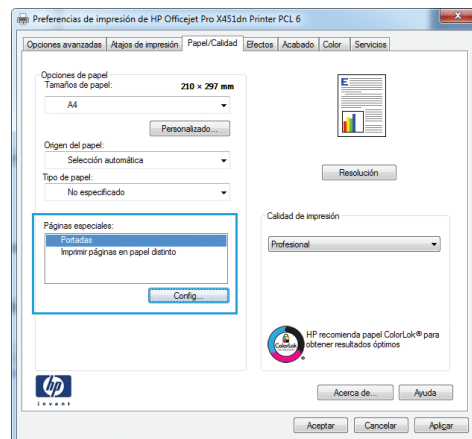 Preferencias de impresión de HP Officejet Pro X451dn Printer PCL 6
Opciones avanzadas Atajos de impresión Papel/Calidad Efectos Acabado Color Servicios
Opciones de papel
Tamaños de papel: 210 × 297 mm
A4
Personalizado...
Origen del papel:
Selección automática
Tipo de papel:
No especificado
Páginas especiales:
Portadas
Imprimir páginas en papel distinto
Config...
E
Resolución
Calidad de impresión
Profesional
ColorLok
HP recomienda papel ColorLok® para
obtener resultados óptimos
hp
invent
Acerca de... Ayuda
Aceptar Cancelar Aplicar